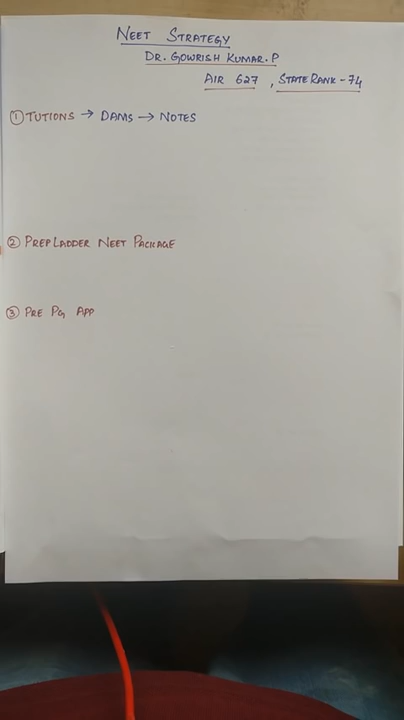 NEET STRATEGY
DR. GOWRISH KUMAR. P
AIR 627 , STATE RANK - 74
① TUTIONS → DAMS → NOTES
② PREPLADDER NEET PACKAGE
③ PRE PG APP